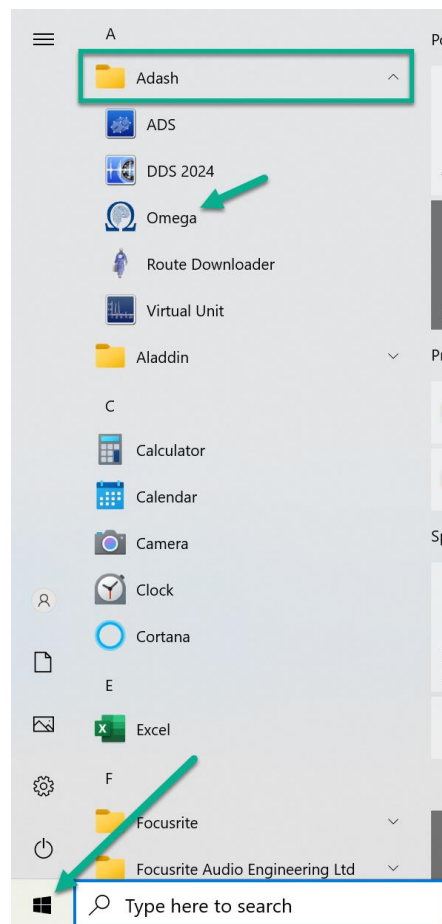 A
Adash
ADS
DDS 2024
Omega
Route Downloader
Virtual Unit
Aladdin
C
Calculator
Calendar
Camera
Clock
Cortana
E
Excel
F
Focusrite
Focusrite Audio Engineering Ltd
Type here to search